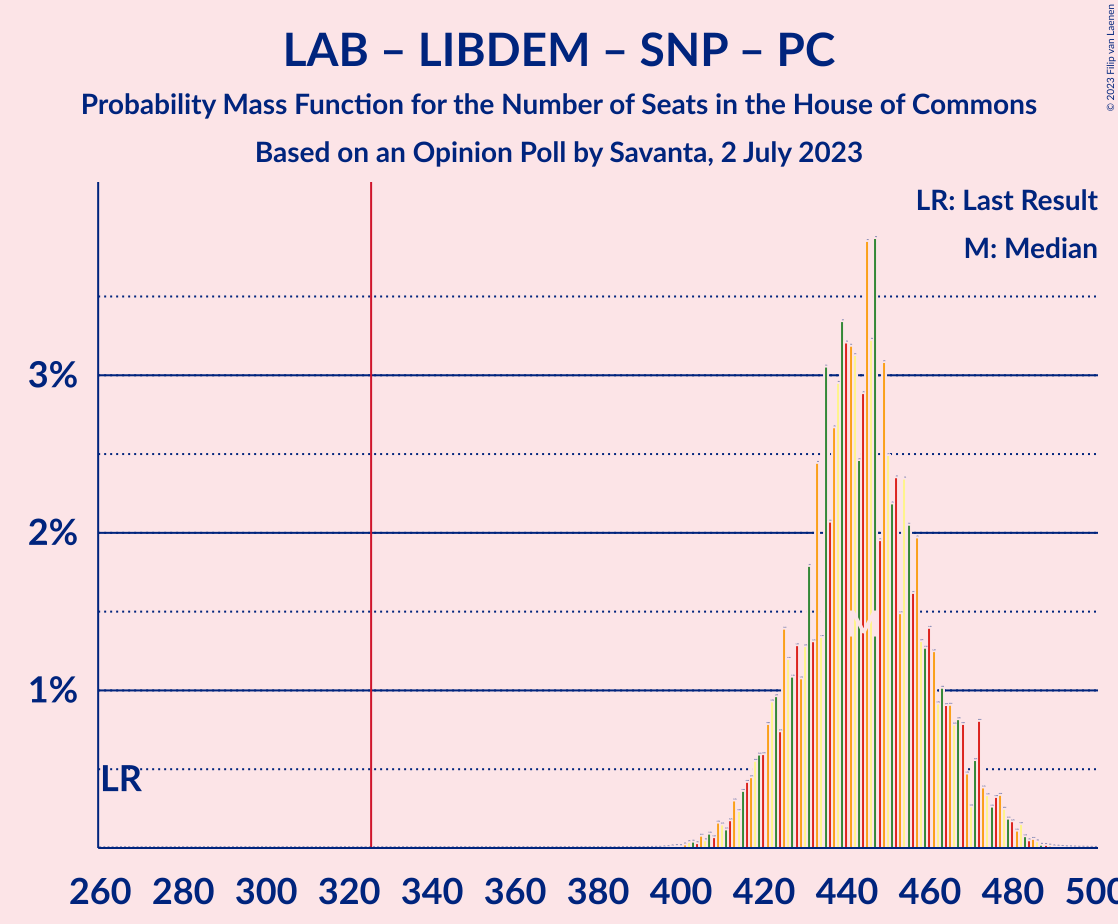 LAB – LIBDEM – SNP – PC
Probability Mass Function for the Number of Seats in the House of Commons
Based on an Opinion Poll by Savanta, 2 July 2023
© 2023 Filip van Laenen
LR: Last Result
M: Median
3%
2%
1%
LR
M
260 280 300 320 340 360 380 400 420 440 460 480 500